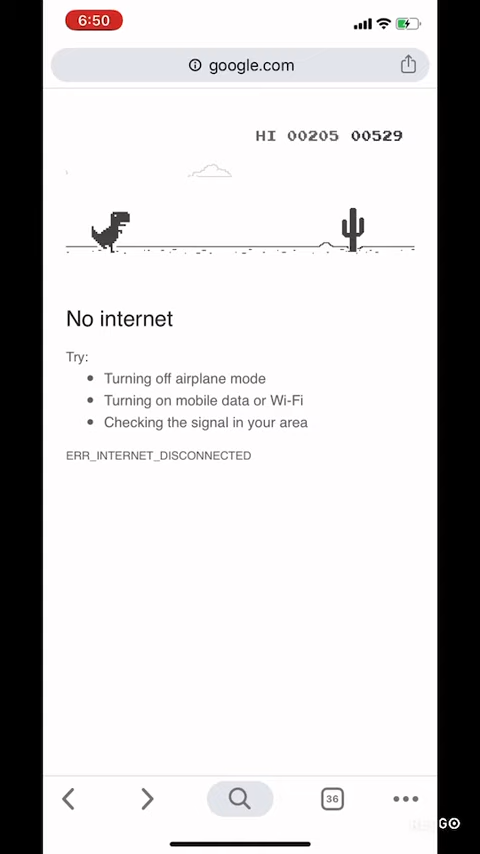 6:50
google.com
HI 00205 00529
No internet
Try:
Turning off airplane mode
Turning on mobile data or Wi-Fi
Checking the signal in your area
ERR_INTERNET_DISCONNECTED
36